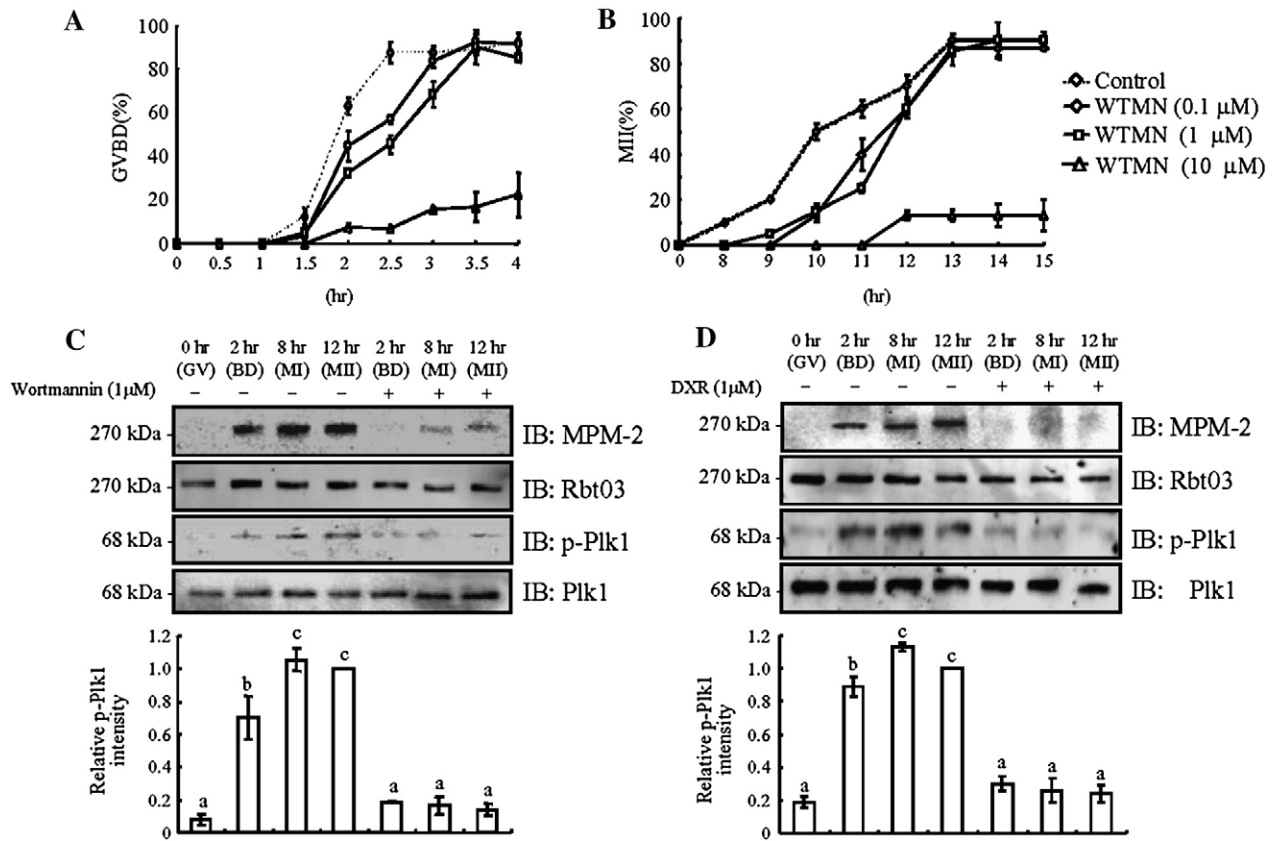 A
100
80
60
40
20
0
GVBD(%)
0 0.5 1 1.5 2 2.5 3 3.5 4
(hr)
B
100
90
80
70
60
50
40
30
20
10
0
MII(%)
0 8 9 10 11 12 13 14 15
(hr)
Control
WTMN (0.1 μM)
WTMN (1 μM)
WTMN (10 μM)
C
0 hr 2 hr 8 hr 12 hr 2 hr 8 hr 12 hr
(GV) (BD) (MI) (MII) (BD) (MI) (MII)
Wortmannin (1μM) – – – – + + +
270 kDa IB: MPM-2
270 kDa IB: Rbt03
68 kDa IB: p-Plk1
68 kDa IB: Plk1
1.2
1.0
0.8
0.6
0.4
0.2
0
Relative p-Plk1
intensity
a b c c a a a
D
0 hr 2 hr 8 hr 12 hr 2 hr 8 hr 12 hr
(GV) (BD) (MI) (MII) (BD) (MI) (MII)
DXR (1μM) – – – – + + +
270 kDa IB: MPM-2
270 kDa IB: Rbt03
68 kDa IB: p-Plk1
68 kDa IB: Plk1
1.2
1.0
0.8
0.6
0.4
0.2
0
Relative p-Plk1
intensity
a b c c a a a